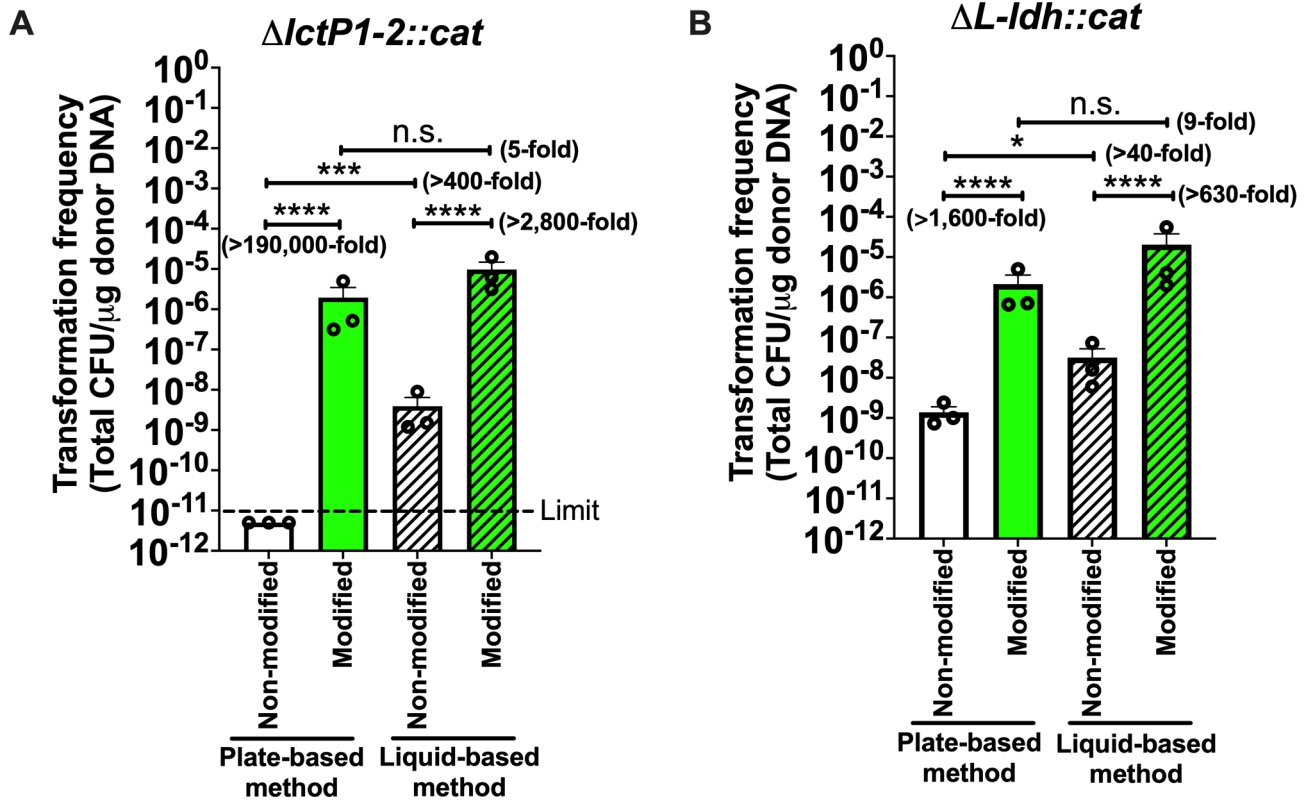 A
ΔlctP1-2::cat
Transformation frequency
(Total CFU/μg donor DNA)
10⁰
10⁻¹
10⁻²
10⁻³
10⁻⁴
10⁻⁵
10⁻⁶
10⁻⁷
10⁻⁸
10⁻⁹
10⁻¹⁰
10⁻¹¹
10⁻¹²
n.s.
(5-fold)
***
(>400-fold)
****
(>190,000-fold)
****
(>2,800-fold)
Limit
Non-modified
Modified
Non-modified
Modified
Plate-based
method
Liquid-based
method
B
ΔL-ldh::cat
Transformation frequency
(Total CFU/μg donor DNA)
10⁰
10⁻¹
10⁻²
10⁻³
10⁻⁴
10⁻⁵
10⁻⁶
10⁻⁷
10⁻⁸
10⁻⁹
10⁻¹⁰
10⁻¹¹
10⁻¹²
n.s.
(9-fold)
*
(>40-fold)
****
(>1,600-fold)
****
(>630-fold)
Non-modified
Modified
Non-modified
Modified
Plate-based
method
Liquid-based
method